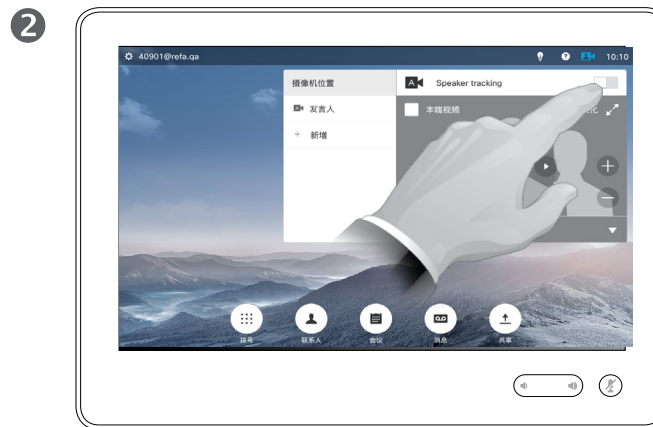 2
40901@refa.qa
10:10
摄像机位置
Speaker tracking
发言人
本端视频
化
+ 新增
拨号
联系人
会议
消息
共享